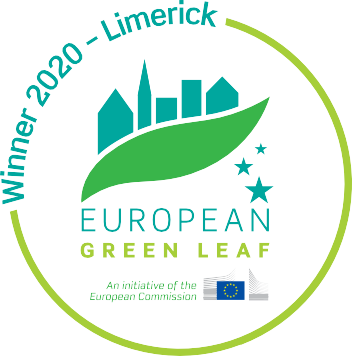 Winner 2020 – Limerick
EUROPEAN
GREEN LEAF
An initiative of the
European Commission